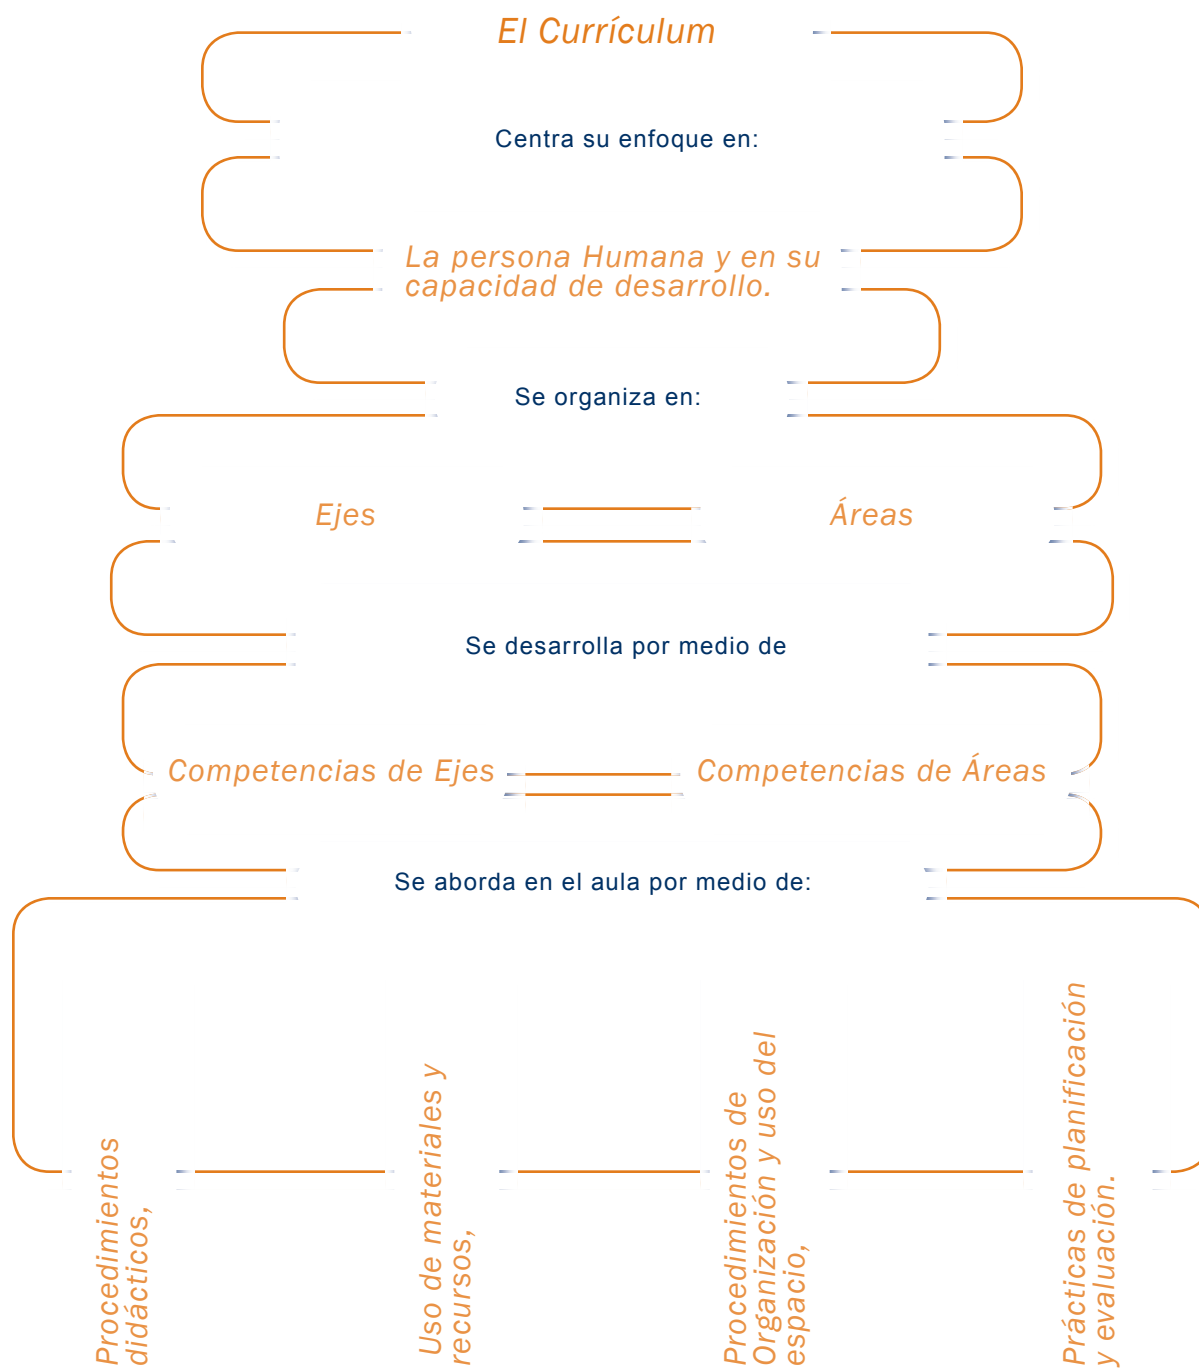 El Currículum
Centra su enfoque en:
La persona Humana y en su
capacidad de desarrollo.
Se organiza en:
Ejes
Áreas
Se desarrolla por medio de
Competencias de Ejes
Competencias de Áreas
Se aborda en el aula por medio de:
Procedimientos
didácticos,
Uso de materiales y
recursos,
Procedimientos de
Organización y uso del
espacio,
Prácticas de planificación
y evaluación.